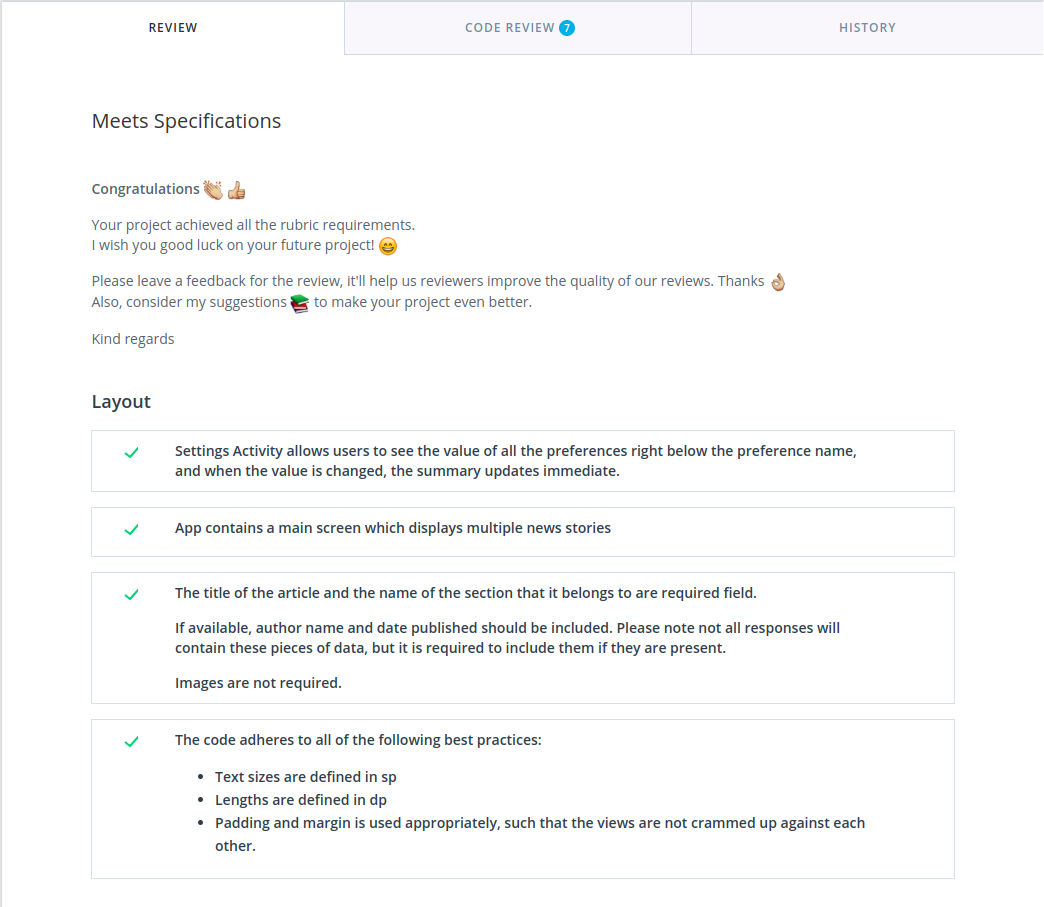 REVIEW
CODE REVIEW 7
HISTORY
Meets Specifications
Congratulations 👏🏼 👍🏼
Your project achieved all the rubric requirements.
I wish you good luck on your future project! 😄
Please leave a feedback for the review, it'll help us reviewers improve the quality of our reviews. Thanks 👌🏼
Also, consider my suggestions 📚 to make your project even better.
Kind regards
Layout
Settings Activity allows users to see the value of all the preferences right below the preference name,
and when the value is changed, the summary updates immediate.
App contains a main screen which displays multiple news stories
The title of the article and the name of the section that it belongs to are required field.
If available, author name and date published should be included. Please note not all responses will
contain these pieces of data, but it is required to include them if they are present.
Images are not required.
The code adheres to all of the following best practices:
• Text sizes are defined in sp
• Lengths are defined in dp
• Padding and margin is used appropriately, such that the views are not crammed up against each
other.